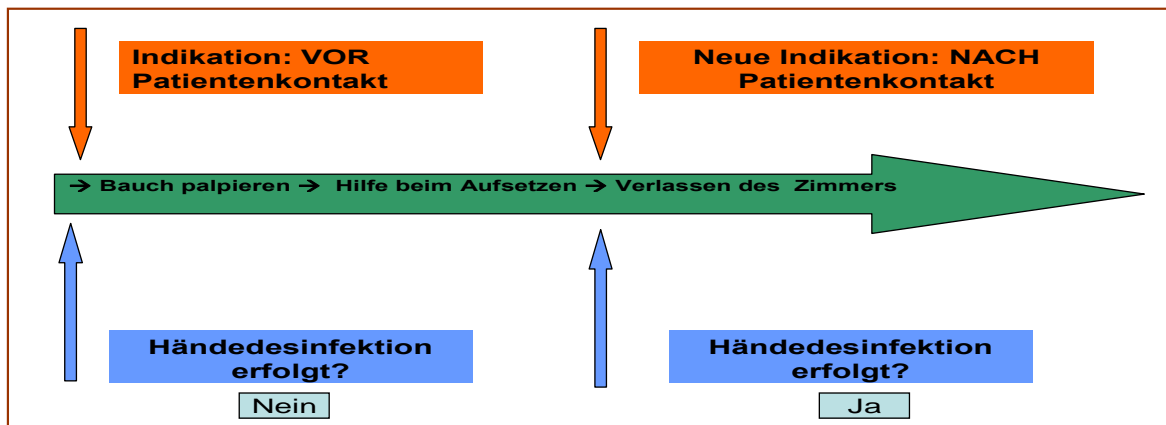 Indikation: VOR
Patientenkontakt
Neue Indikation: NACH
Patientenkontakt
→ Bauch palpieren → Hilfe beim Aufsetzen → Verlassen des Zimmers
Händedesinfektion
erfolgt?
Nein
Händedesinfektion
erfolgt?
Ja